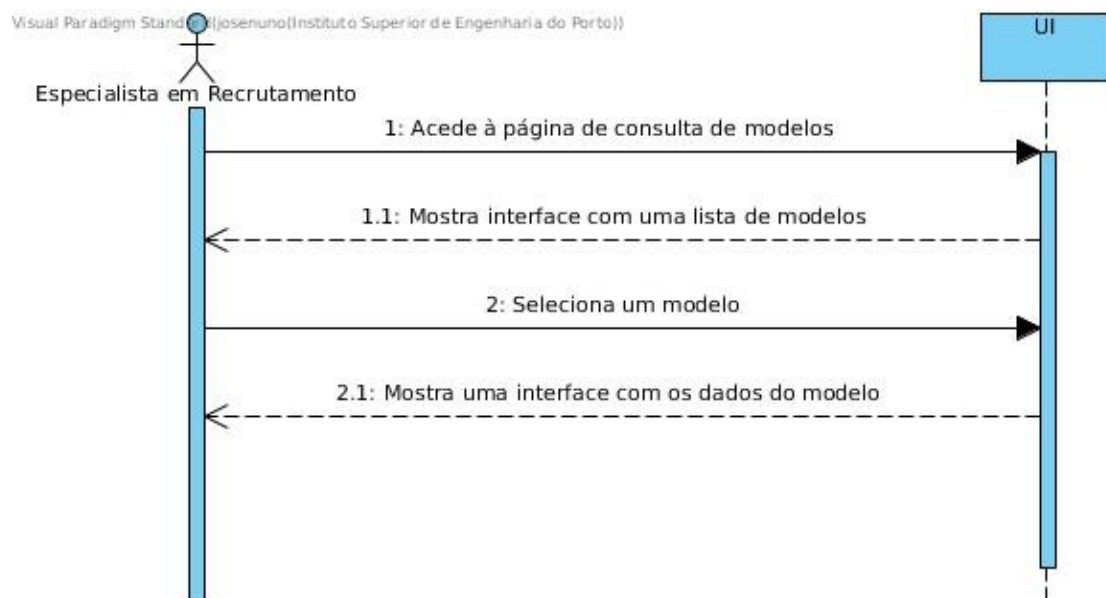 Visual Paradigm Stand (josenuno(Instituto Superior de Engenharia do Porto))
UI
Especialista em Recrutamento
1: Acede à página de consulta de modelos
1.1: Mostra interface com uma lista de modelos
2: Seleciona um modelo
2.1: Mostra uma interface com os dados do modelo